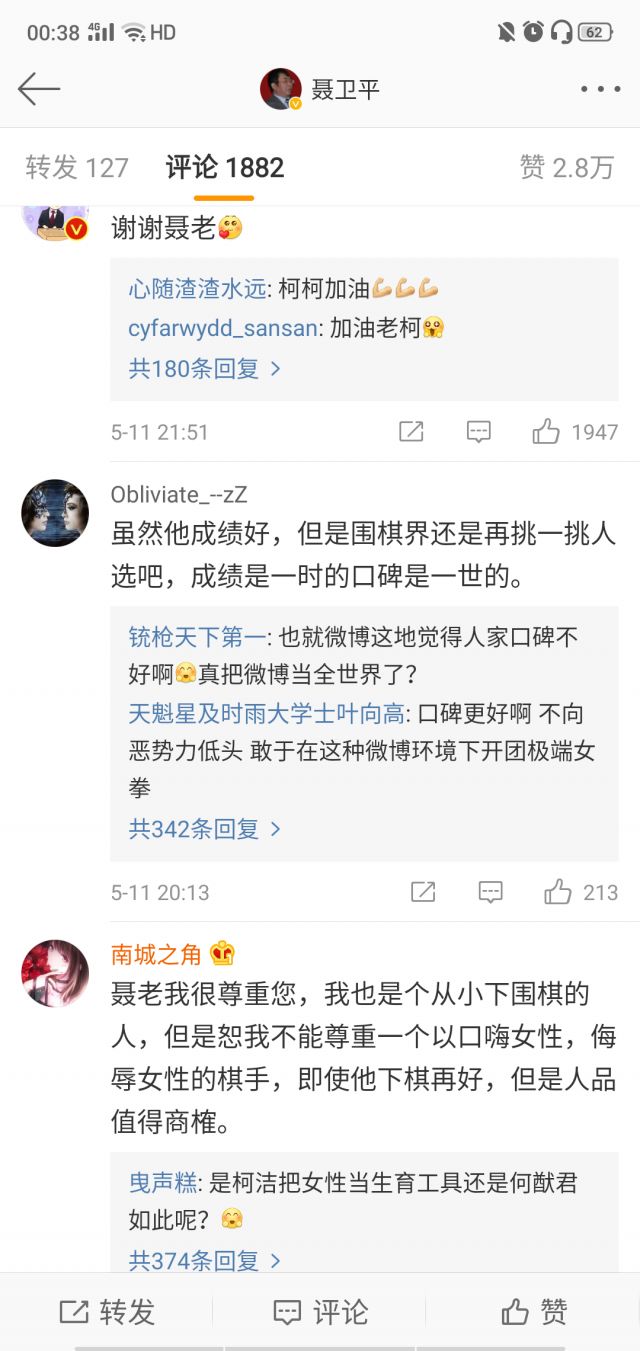 00:38 4G HD 62
聂卫平
转发 127 评论 1882 赞 2.8万
谢谢聂老
心随渣渣水远: 柯柯加油
cyfarwydd_sansan: 加油老柯
共180条回复 >
5-11 21:51 1947
Obliviate_--zZ
虽然他成绩好，但是围棋界还是再挑一挑人
选吧，成绩是一时的口碑是一世的。
铳枪天下第一: 也就微博这地觉得人家口碑不
好啊真把微博当全世界了？
天魁星及时雨大学士叶向高: 口碑更好啊 不向
恶势力低头 敢于在这种微博环境下开团极端女
拳
共342条回复 >
5-11 20:13 213
南城之角
聂老我很尊重您，我也是个从小下围棋的
人，但是恕我不能尊重一个以口嗨女性，侮
辱女性的棋手，即使他下棋再好，但是人品
值得商榷。
曳声糕: 是柯洁把女性当生育工具还是何猷君
如此呢？
共374条回复 >
转发 评论 赞